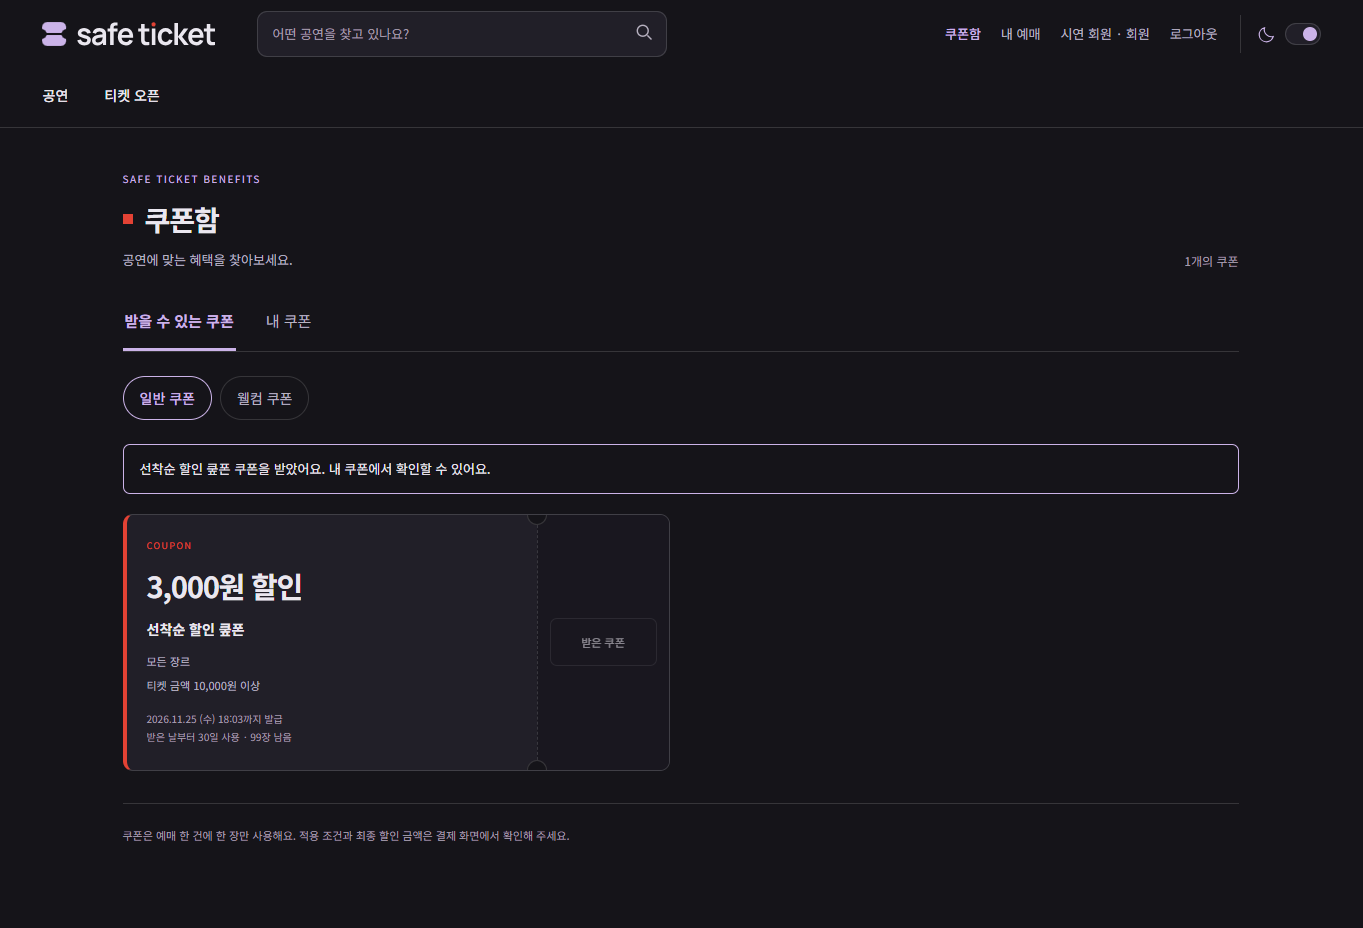 safe ticket
어떤 공연을 찾고 있나요?
쿠폰함
내 예매
시연 회원 · 회원
로그아웃
공연
티켓 오픈
SAFE TICKET BENEFITS
쿠폰함
공연에 맞는 혜택을 찾아보세요.
1개의 쿠폰
받을 수 있는 쿠폰
내 쿠폰
일반 쿠폰
웰컴 쿠폰
선착순 할인 쿺폰 쿠폰을 받았어요. 내 쿠폰에서 확인할 수 있어요.
COUPON
3,000원 할인
선착순 할인 쿺폰
모든 장르
티켓 금액 10,000원 이상
2026.11.25 (수) 18:03까지 발급
받은 날부터 30일 사용 · 99장 남음
받은 쿠폰
쿠폰은 예매 한 건에 한 장만 사용해요. 적용 조건과 최종 할인 금액은 결제 화면에서 확인해 주세요.